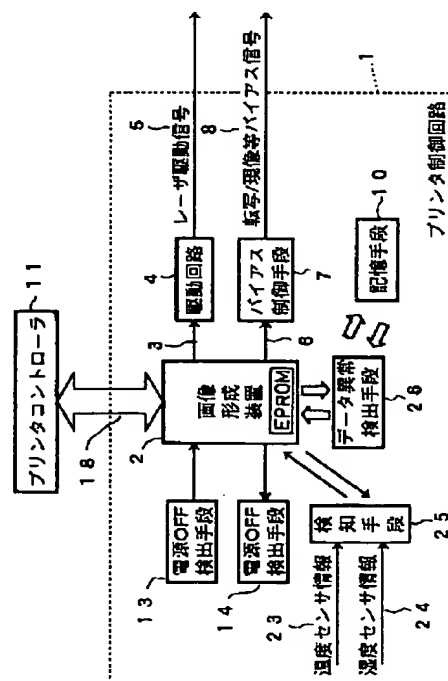 プリンタコントローラ
11
18
5
レーザ駆動信号
8
転写/現像等バイアス信号
1
4
駆動回路
3
バイアス
制御手段
7
6
2
画像
形成
装置
EPROM
13
電源OFF
検出手段
電源OFF
検出手段
14
データ異常
検出手段
26
10
記憶手段
検知手段
25
温度センサ情報
23
湿度センサ情報
24
プリンタ制御回路